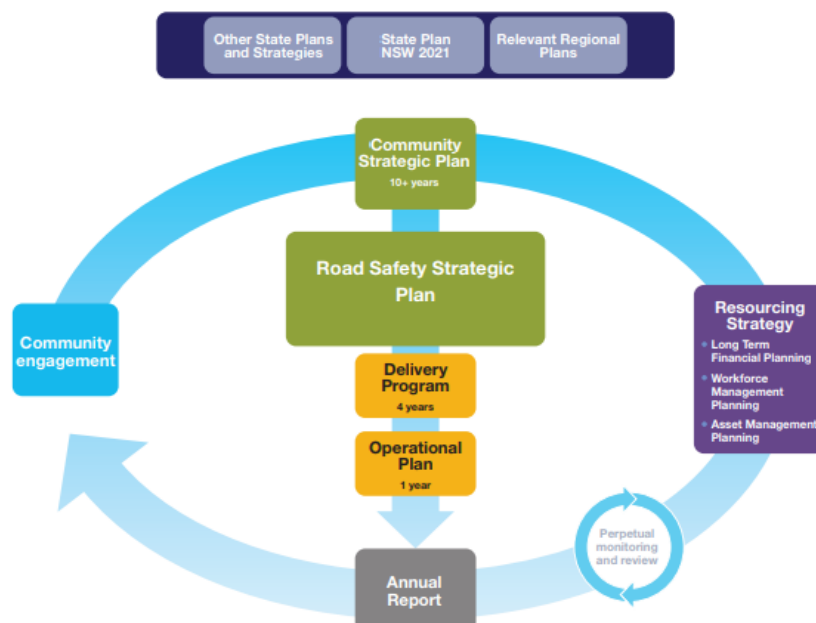 Other State Plans
and Strategies
State Plan
NSW 2021
Relevant Regional
Plans
Community
Strategic Plan
10+ years
Road Safety Strategic
Plan
Community
engagement
Resourcing
Strategy
Long Term
Financial Planning
Workforce
Management
Planning
Asset Management
Planning
Delivery
Program
4 years
Operational
Plan
1 year
Perpetual
monitoring
and review
Annual
Report